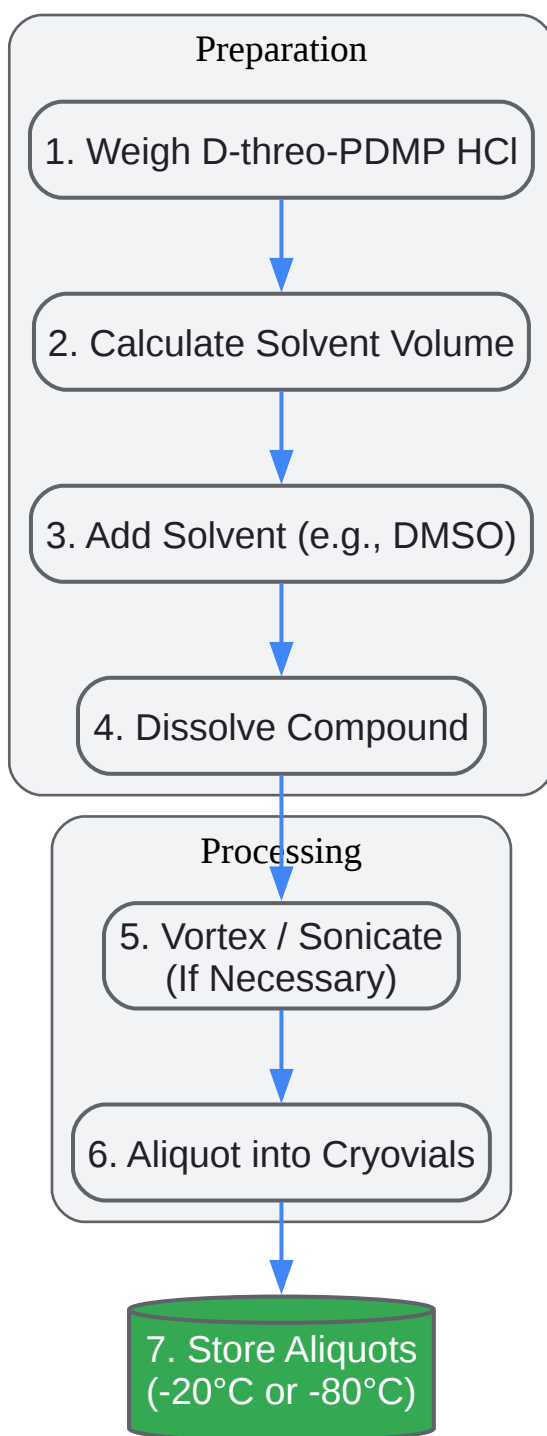 Preparation
1. Weigh D-threo-PDMP HCl
2. Calculate Solvent Volume
3. Add Solvent (e.g., DMSO)
4. Dissolve Compound
Processing
5. Vortex / Sonicate
(If Necessary)
6. Aliquot into Cryovials
7. Store Aliquots
(-20°C or -80°C)